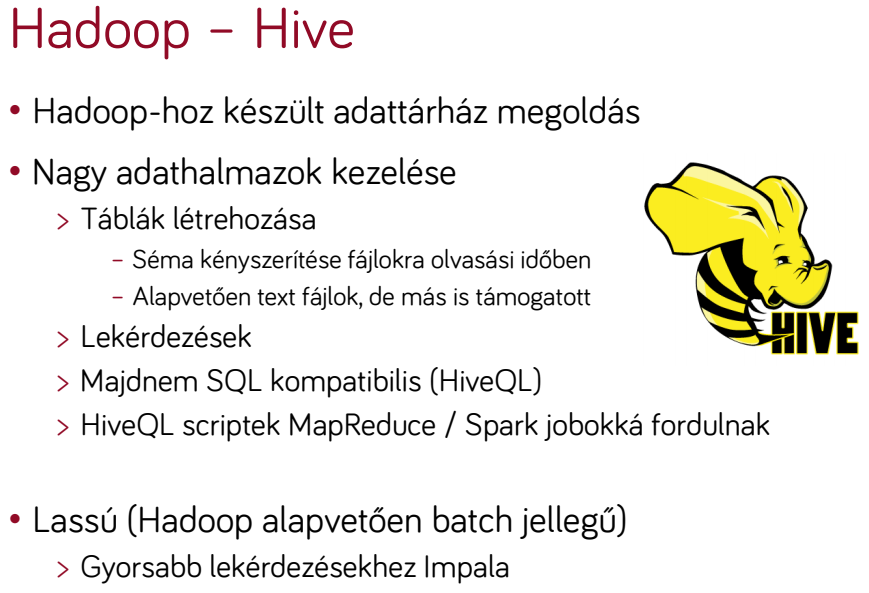 Hadoop – Hive
• Hadoop-hoz készült adattárház megoldás
• Nagy adathalmazok kezelése
> Táblák létrehozása
– Séma kényszerítése fájlokra olvasási időben
– Alapvetően text fájlok, de más is támogatott
> Lekérdezések
> Majdnem SQL kompatibilis (HiveQL)
> HiveQL scriptek MapReduce / Spark jobokká fordulnak
HIVE
• Lassú (Hadoop alapvetően batch jellegű)
> Gyorsabb lekérdezésekhez Impala